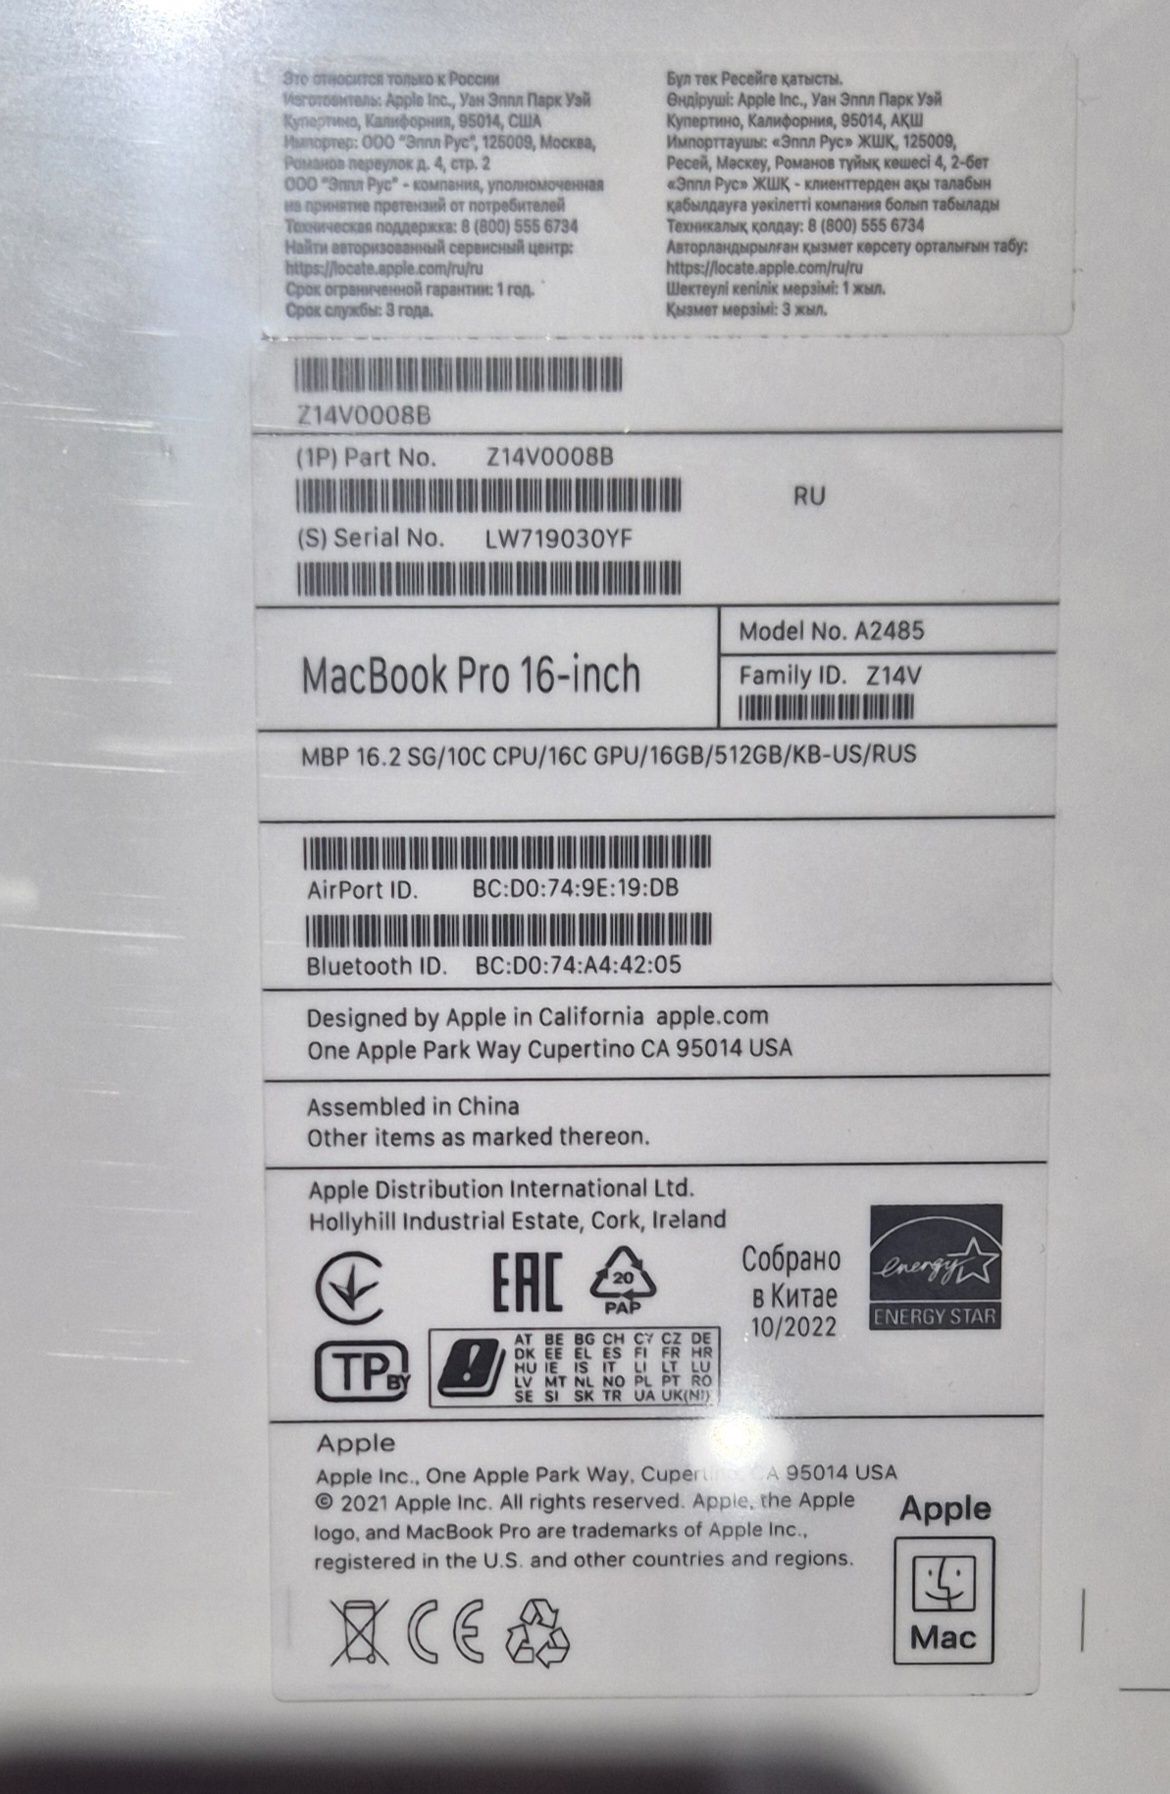 Это относится только к России
Изготовитель: Apple Inc., Уан Эппл Парк Уэй
Купертино, Калифорния, 95014, США
Импортер: ООО "Эппл Рус", 125009, Москва,
Романов переулок д. 4, стр. 2
ООО "Эппл Рус" - компания, уполномоченная
на принятие претензий от потребителей
Техническая поддержка: 8 (800) 555 6734
Найти авторизованный сервисный центр:
https://locate.apple.com/ru/ru
Срок ограниченной гарантии: 1 год.
Срок службы: 3 года.
Бұл тек Ресейге қатысты.
Өндіруші: Apple Inc., Уан Эппл Парк Уэй
Купертино, Калифорния, 95014, АҚШ
Импорттаушы: «Эппл Рус» ЖШҚ, 125009,
Ресей, Мәскеу, Романов тұйық көшесі 4, 2-бет
«Эппл Рус» ЖШҚ - клиенттерден ақы талабын
қабылдауға уәкілетті компания болып табылады
Техникалық қолдау: 8 (800) 555 6734
Авторландырылған қызмет көрсету орталығын табу:
https://locate.apple.com/ru/ru
Шектеулі кепілік мерзімі: 1 жыл.
Қызмет мерзімі: 3 жыл.
Z14V0008B
(1P) Part No. Z14V0008B
RU
(S) Serial No. LW719030YF
MacBook Pro 16-inch
Model No. A2485
Family ID. Z14V
MBP 16.2 SG/10C CPU/16C GPU/16GB/512GB/KB-US/RUS
AirPort ID. BC:D0:74:9E:19:DB
Bluetooth ID. BC:D0:74:A4:42:05
Designed by Apple in California apple.com
One Apple Park Way Cupertino CA 95014 USA
Assembled in China
Other items as marked thereon.
Apple Distribution International Ltd.
Hollyhill Industrial Estate, Cork, Ireland
EAC
20
PAP
Собрано
в Китае
10/2022
energy
ENERGY STAR
TP BY
AT BE BG CH CY CZ DE
DK EE EL ES FI FR HR
HU IE IS IT LI LT LU
LV MT NL NO PL PT RO
SE SI SK TR UA UK(NI)
Apple
Apple Inc., One Apple Park Way, CA 95014 USA
© 2021 Apple Inc. All rights reserved. Apple, the Apple
logo, and MacBook Pro are trademarks of Apple Inc.,
registered in the U.S. and other countries and regions.
CE
Apple
Mac